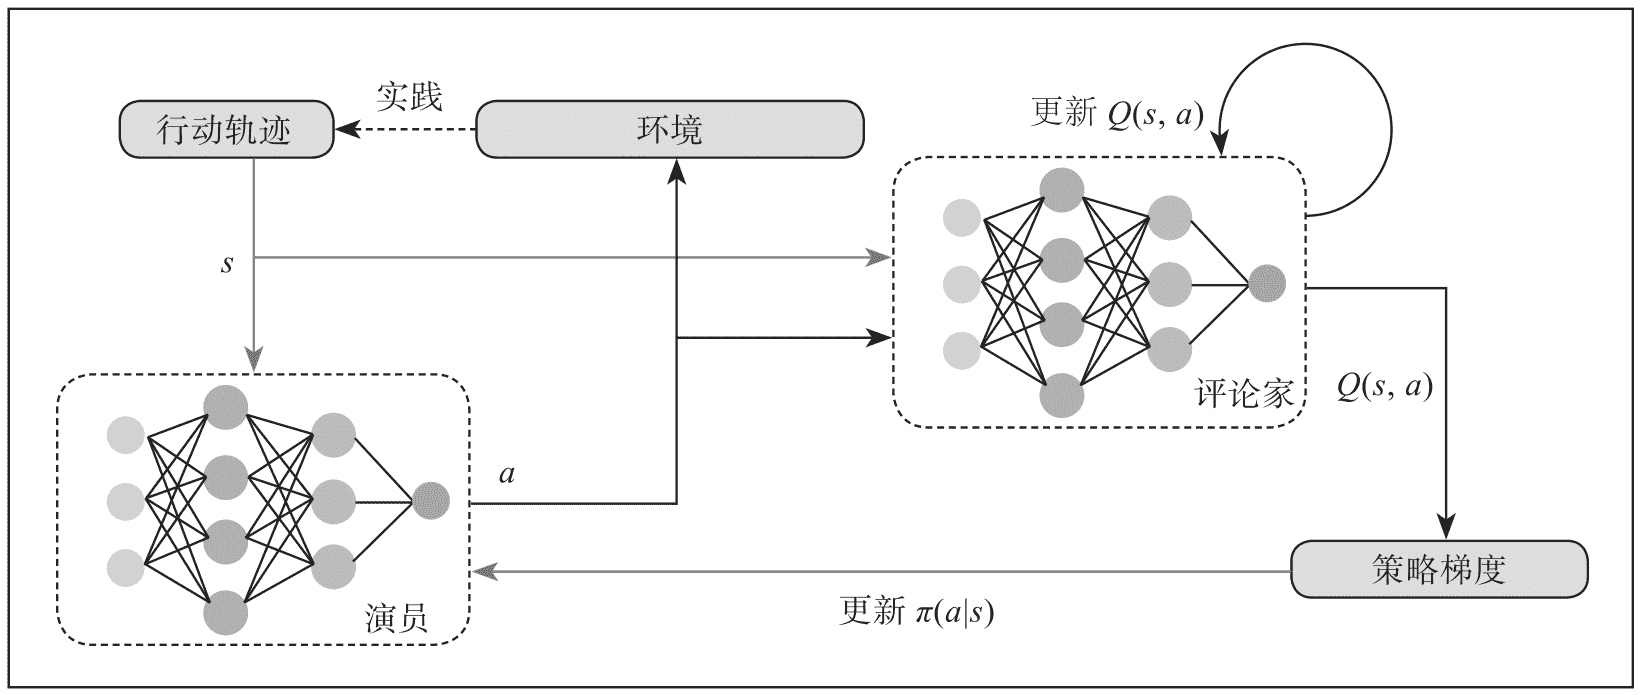 实践
行动轨迹
环境
更新 Q(s, a)
s
评论家
Q(s, a)
a
策略梯度
更新 π(a|s)
演员